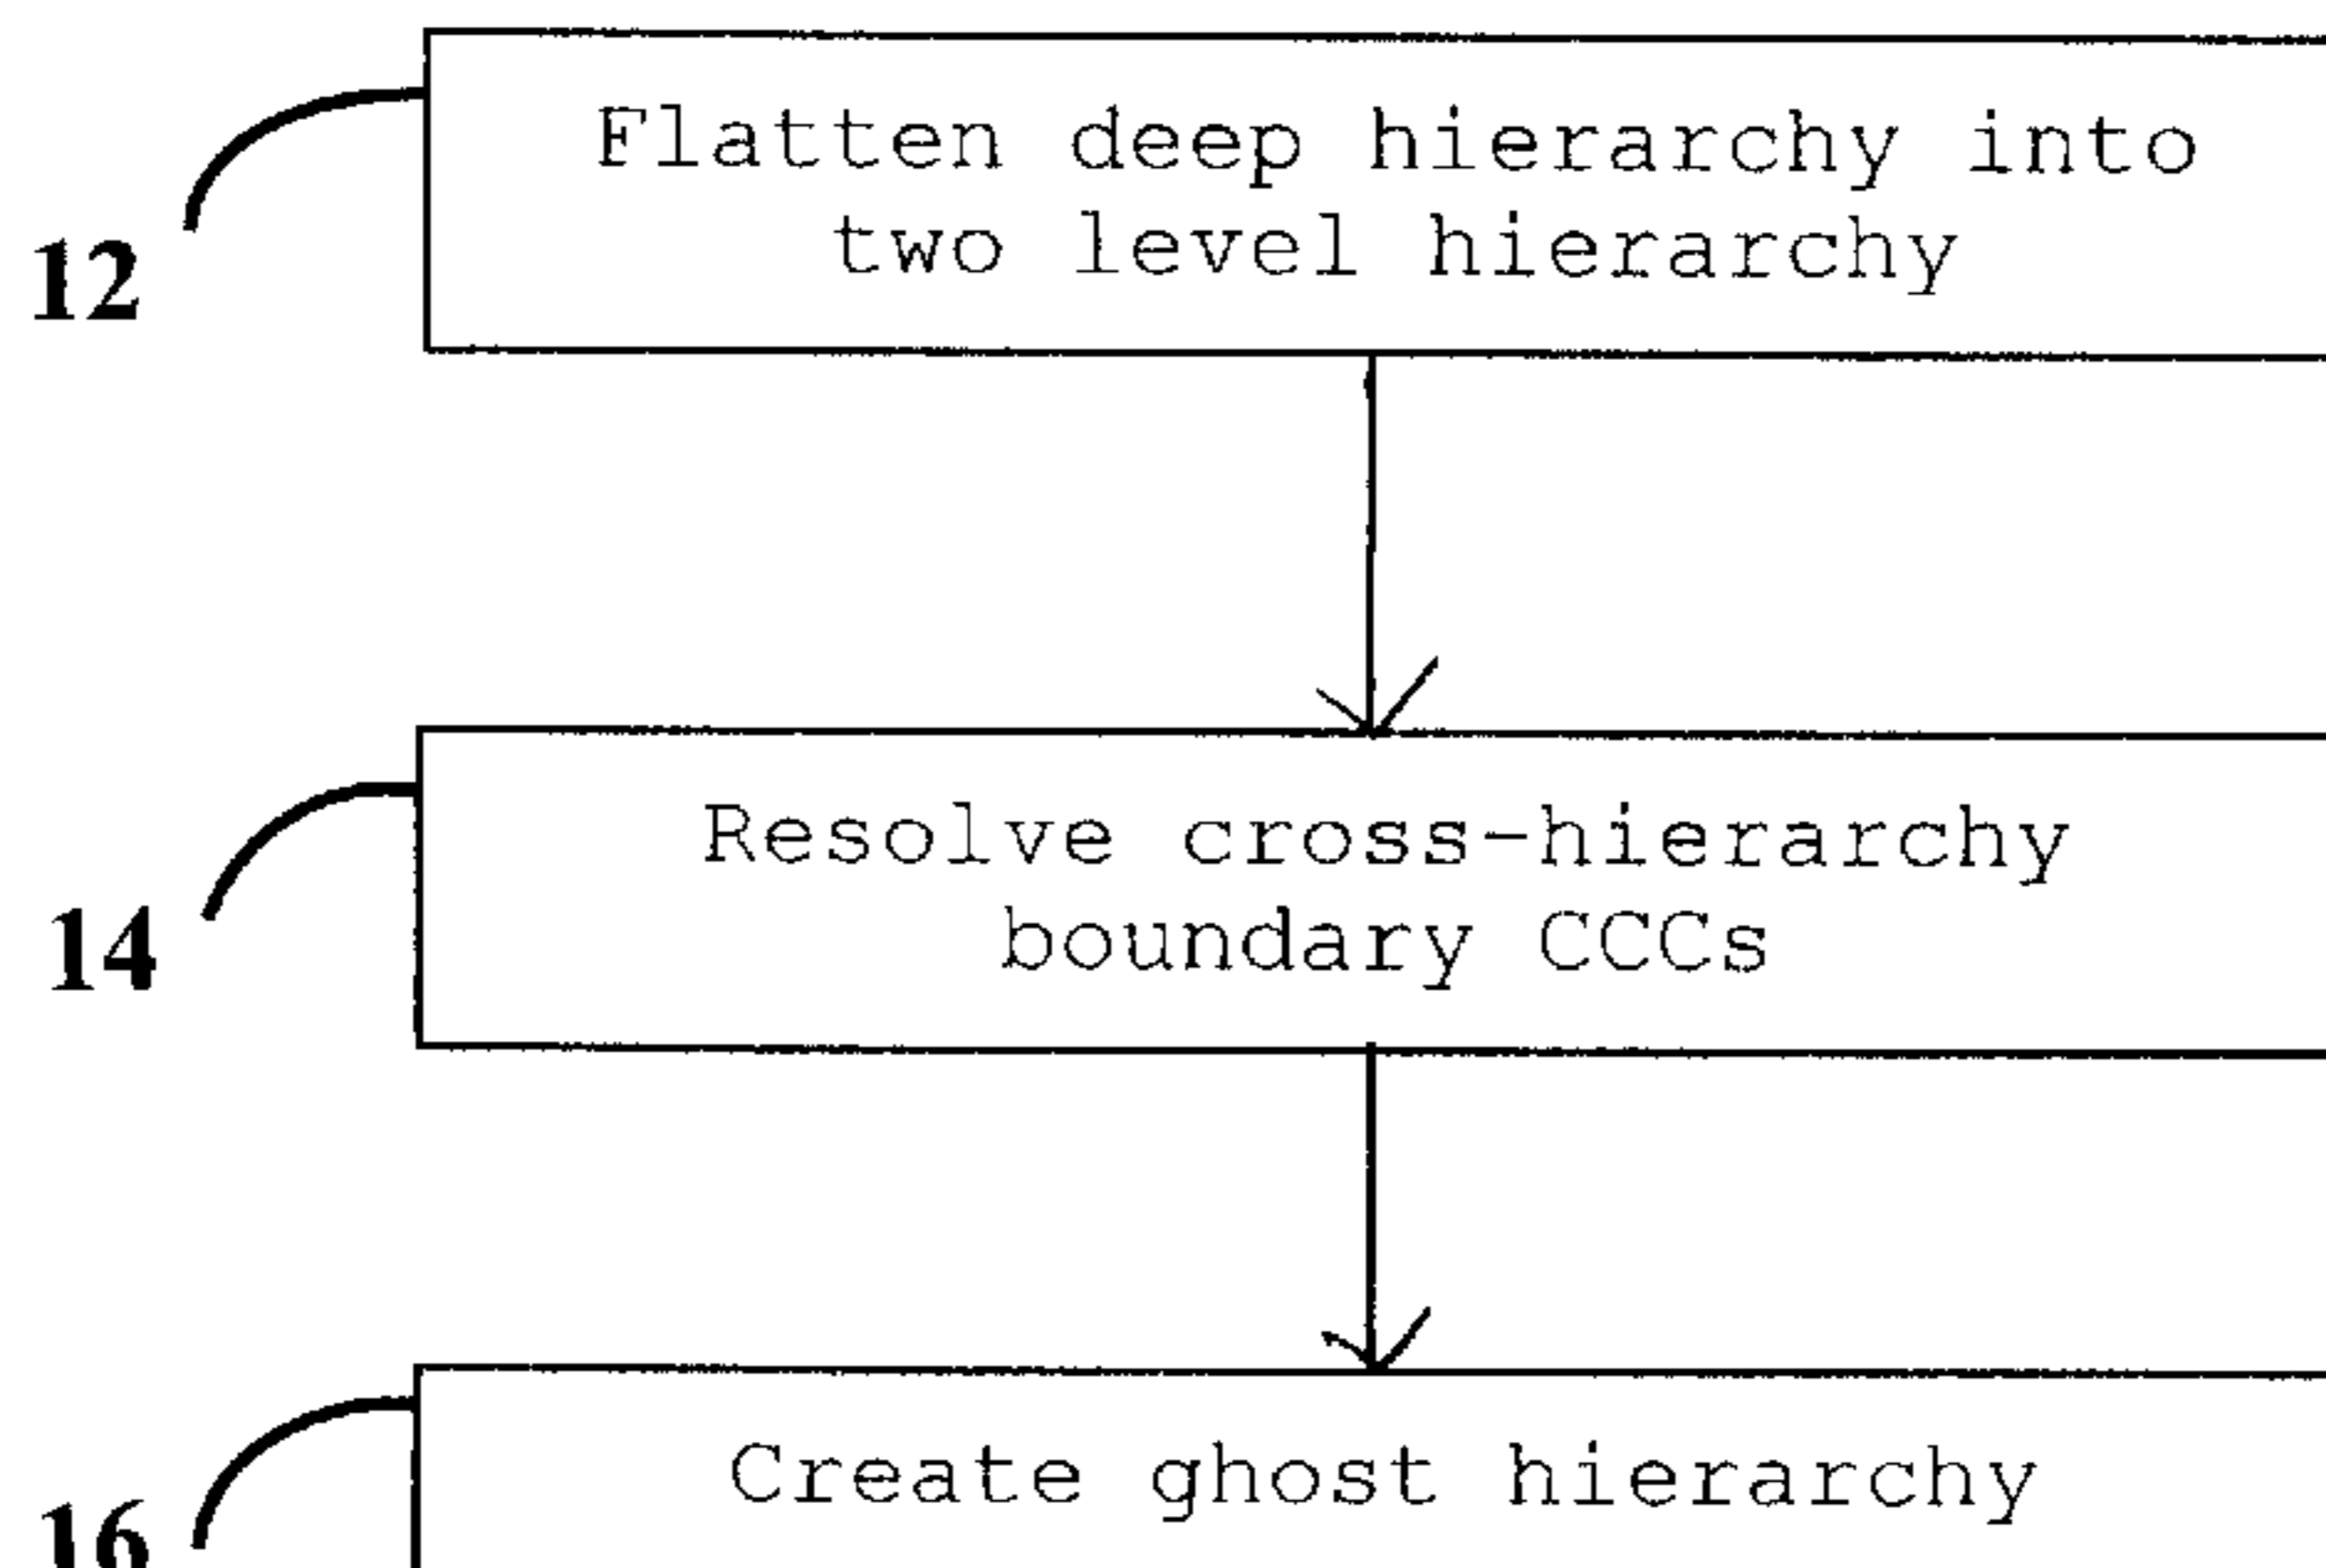 Flatten deep hierarchy into
two level hierarchy
12
Resolve cross-hierarchy
boundary CCCs
14
Create ghost hierarchy
16